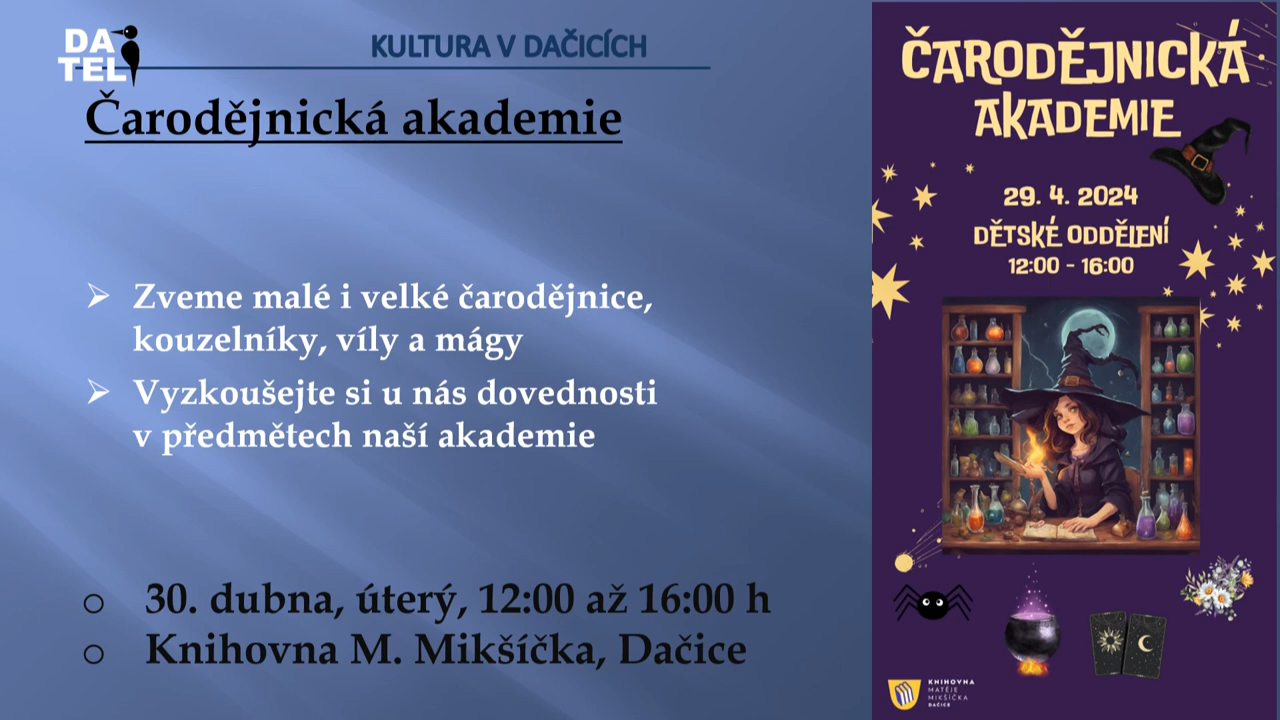 DA
TEL
KULTURA V DAČICÍCH
Čarodějnická akademie
Zveme malé i velké čarodějnice,
kouzelníky, víly a mágy
Vyzkoušejte si u nás dovednosti
v předmětech naší akademie
30. dubna, úterý, 12:00 až 16:00 h
Knihovna M. Mikšíčka, Dačice
ČARODĚJNICKÁ
AKADEMIE
29. 4. 2024
DĚTSKÉ ODDĚLENÍ
12:00 - 16:00
KNIHOVNA
MATĚJE
MIKŠÍČKA
DAČICE